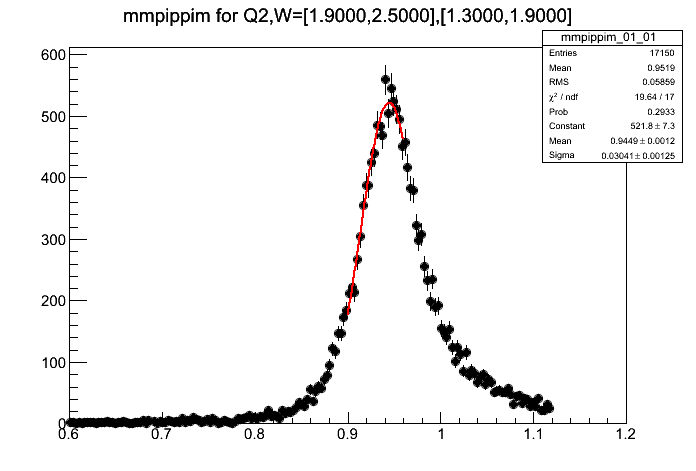 mmpippim for Q2,W=[1.9000,2.5000],[1.3000,1.9000]
mmpippim_01_01
Entries 17150
Mean 0.9519
RMS 0.05859
χ² / ndf 19.64 / 17
Prob 0.2933
Constant 521.8 ± 7.3
Mean 0.9449 ± 0.0012
Sigma 0.03041 ± 0.00125
600
500
400
300
200
100
0
0.6 0.7 0.8 0.9 1 1.1 1.2